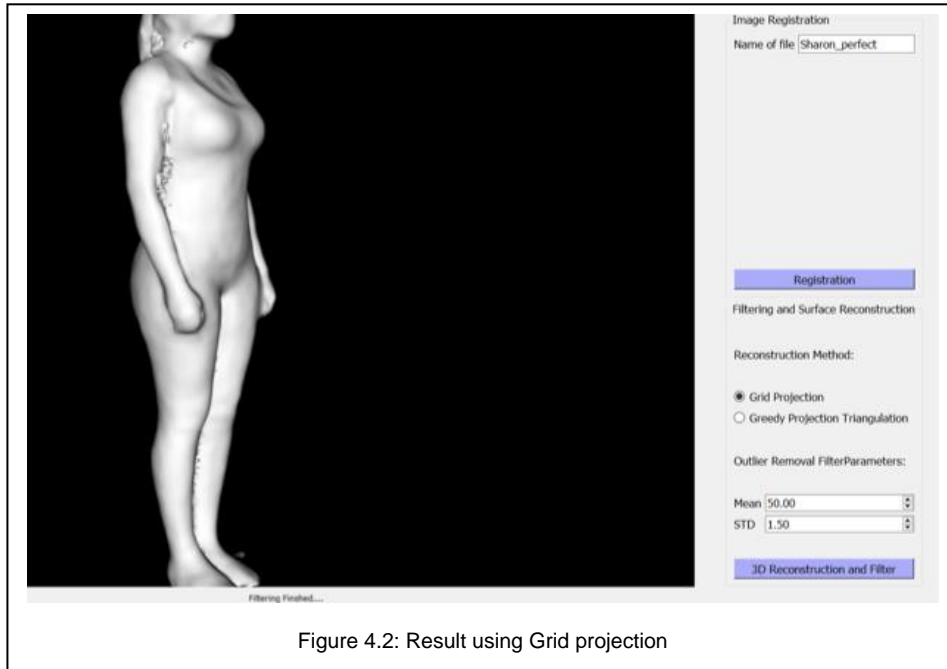 Image Registration
Name of file Sharon_perfect
Registration
Filtering and Surface Reconstruction
Reconstruction Method:
Grid Projection
Greedy Projection Triangulation
Outlier Removal FilterParameters:
Mean 50.00
STD 1.50
3D Reconstruction and Filter
Filtering Finished....
Figure 4.2: Result using Grid projection